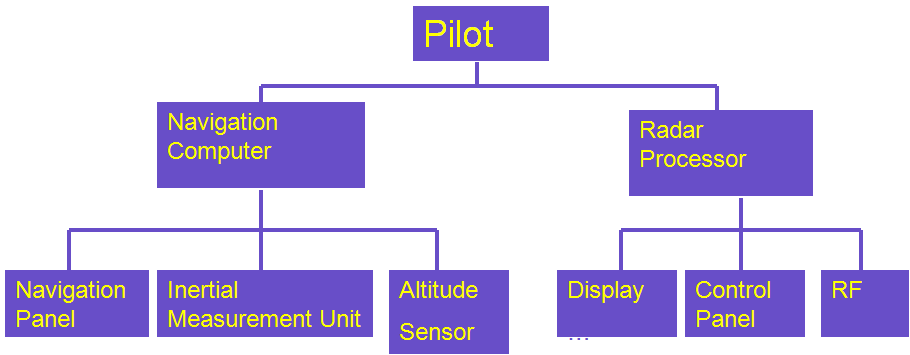 Pilot
Navigation
Computer
Radar
Processor
Navigation
Panel
Inertial
Measurement Unit
Altitude
Sensor
Display
...
Control
Panel
RF